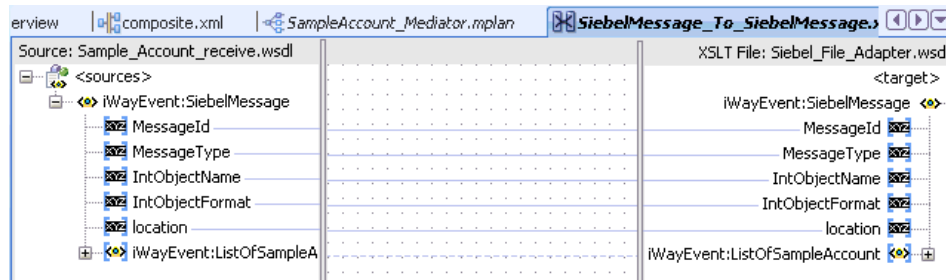 erview composite.xml SampleAccount_Mediator.mplan SiebelMessage_To_SiebelMessage.x
Source: Sample_Account_receive.wsdl XSLT File: Siebel_File_Adapter.wsd
<sources> <target>
iWayEvent:SiebelMessage iWayEvent:SiebelMessage
MessageId MessageId
MessageType MessageType
IntObjectName IntObjectName
IntObjectFormat IntObjectFormat
location location
iWayEvent:ListOfSampleA iWayEvent:ListOfSampleAccount